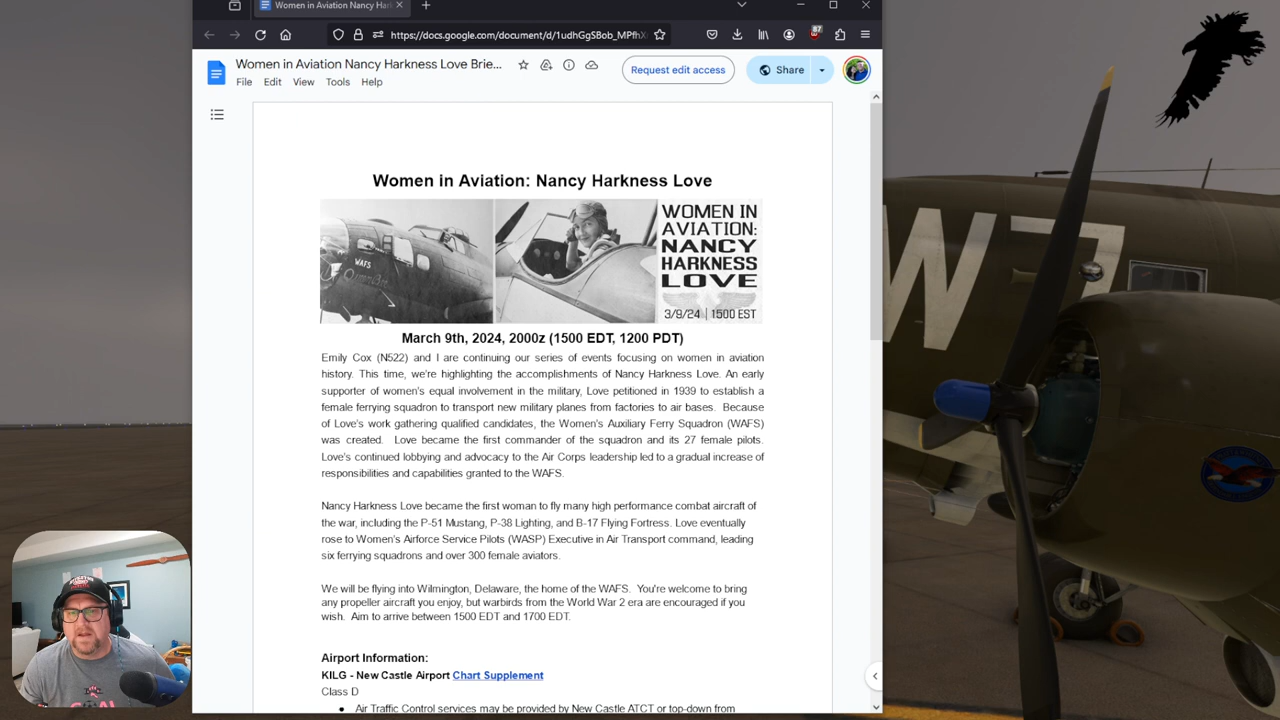 Women in Aviation Nancy Har
https://docs.google.com/document/d/1udhGgSBob_MPfhX
87
Women in Aviation Nancy Harkness Love Brie...
Request edit access
Share
File Edit View Tools Help
Women in Aviation: Nancy Harkness Love
WAFS
WOMEN IN
AVIATION:
NANCY
HARKNESS
LOVE
3/9/24 | 1500 EST
March 9th, 2024, 2000z (1500 EDT, 1200 PDT)
Emily Cox (N522) and I are continuing our series of events focusing on women in aviation
history. This time, we're highlighting the accomplishments of Nancy Harkness Love. An early
supporter of women's equal involvement in the military, Love petitioned in 1939 to establish a
female ferrying squadron to transport new military planes from factories to air bases. Because
of Love's work gathering qualified candidates, the Women's Auxiliary Ferry Squadron (WAFS)
was created. Love became the first commander of the squadron and its 27 female pilots.
Love's continued lobbying and advocacy to the Air Corps leadership led to a gradual increase of
responsibilities and capabilities granted to the WAFS.
Nancy Harkness Love became the first woman to fly many high performance combat aircraft of
the war, including the P-51 Mustang, P-38 Lighting, and B-17 Flying Fortress. Love eventually
rose to Women's Airforce Service Pilots (WASP) Executive in Air Transport command, leading
six ferrying squadrons and over 300 female aviators.
We will be flying into Wilmington, Delaware, the home of the WAFS. You're welcome to bring
any propeller aircraft you enjoy, but warbirds from the World War 2 era are encouraged if you
wish. Aim to arrive between 1500 EDT and 1700 EDT.
Airport Information:
KILG - New Castle Airport Chart Supplement
Class D
● Air Traffic Control services may be provided by New Castle ATCT or top-down from
W7